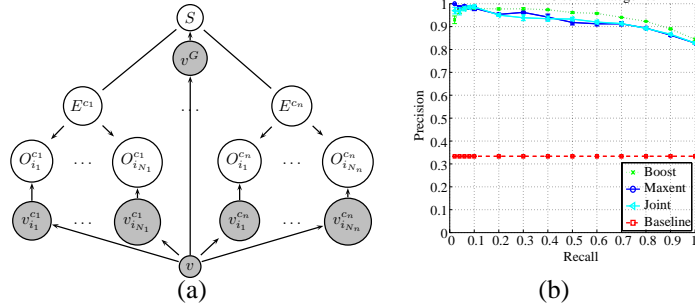 S
v^G
E^{c_1}
...
E^{c_n}
O^{c_1}_{i_1}
...
O^{c_1}_{i_{N_1}}
O^{c_n}_{i_1}
...
O^{c_n}_{i_{N_n}}
v^{c_1}_{i_1}
...
v^{c_1}_{i_{N_1}}
v^{c_n}_{i_1}
...
v^{c_n}_{i_{N_n}}
v
(a)
1
0.9
0.8
0.7
0.6
0.5
0.4
0.3
0.2
0.1
0
Precision
0 0.1 0.2 0.3 0.4 0.5 0.6 0.7 0.8 0.9 1
Recall
Boost
Maxent
Joint
Baseline
(b)